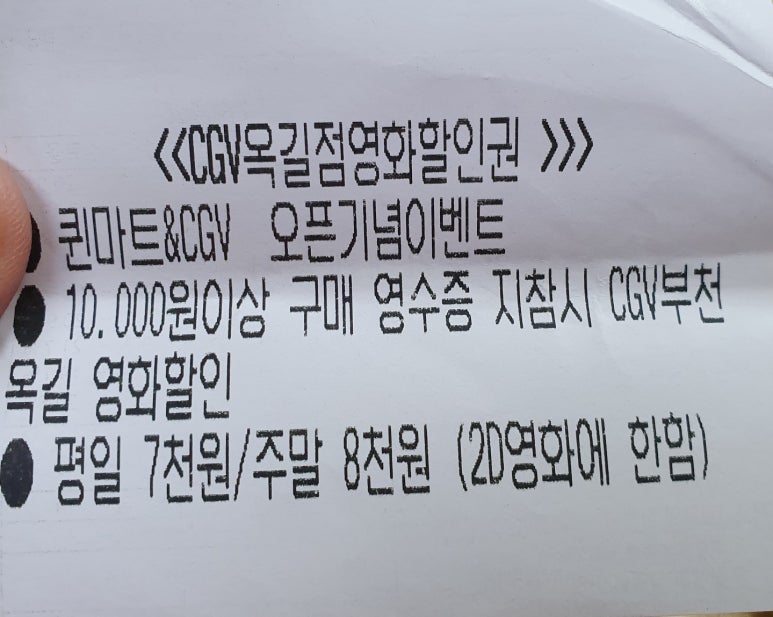 <<CGV옥길점영화할인권 >>>
● 퀸마트&CGV 오픈기념이벤트
● 10.000원이상 구매 영수증 지참시 CGV부천
옥길 영화할인
● 평일 7천원/주말 8천원 (2D영화에 한함)